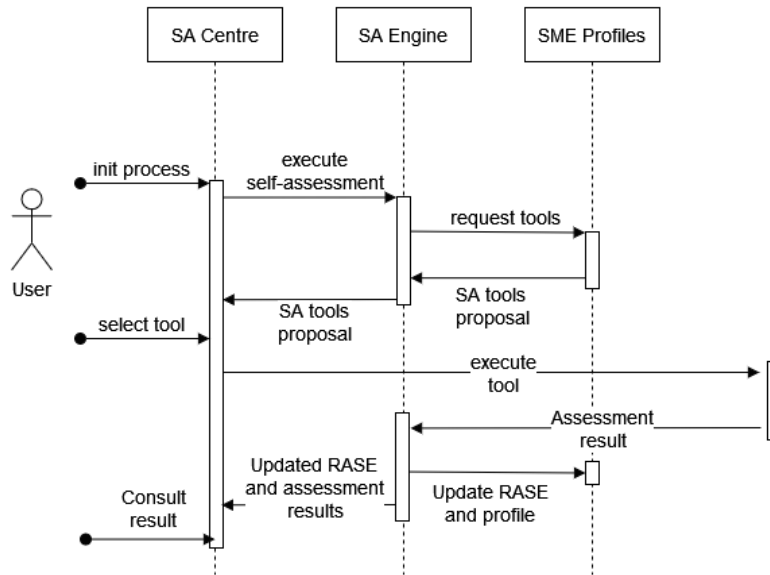 SA Centre
SA Engine
SME Profiles
init process
execute
self-assessment
request tools
User
SA tools
proposal
SA tools
proposal
select tool
execute
tool
Assessment
result
Updated RASE
and assessment
results
Update RASE
and profile
Consult
result